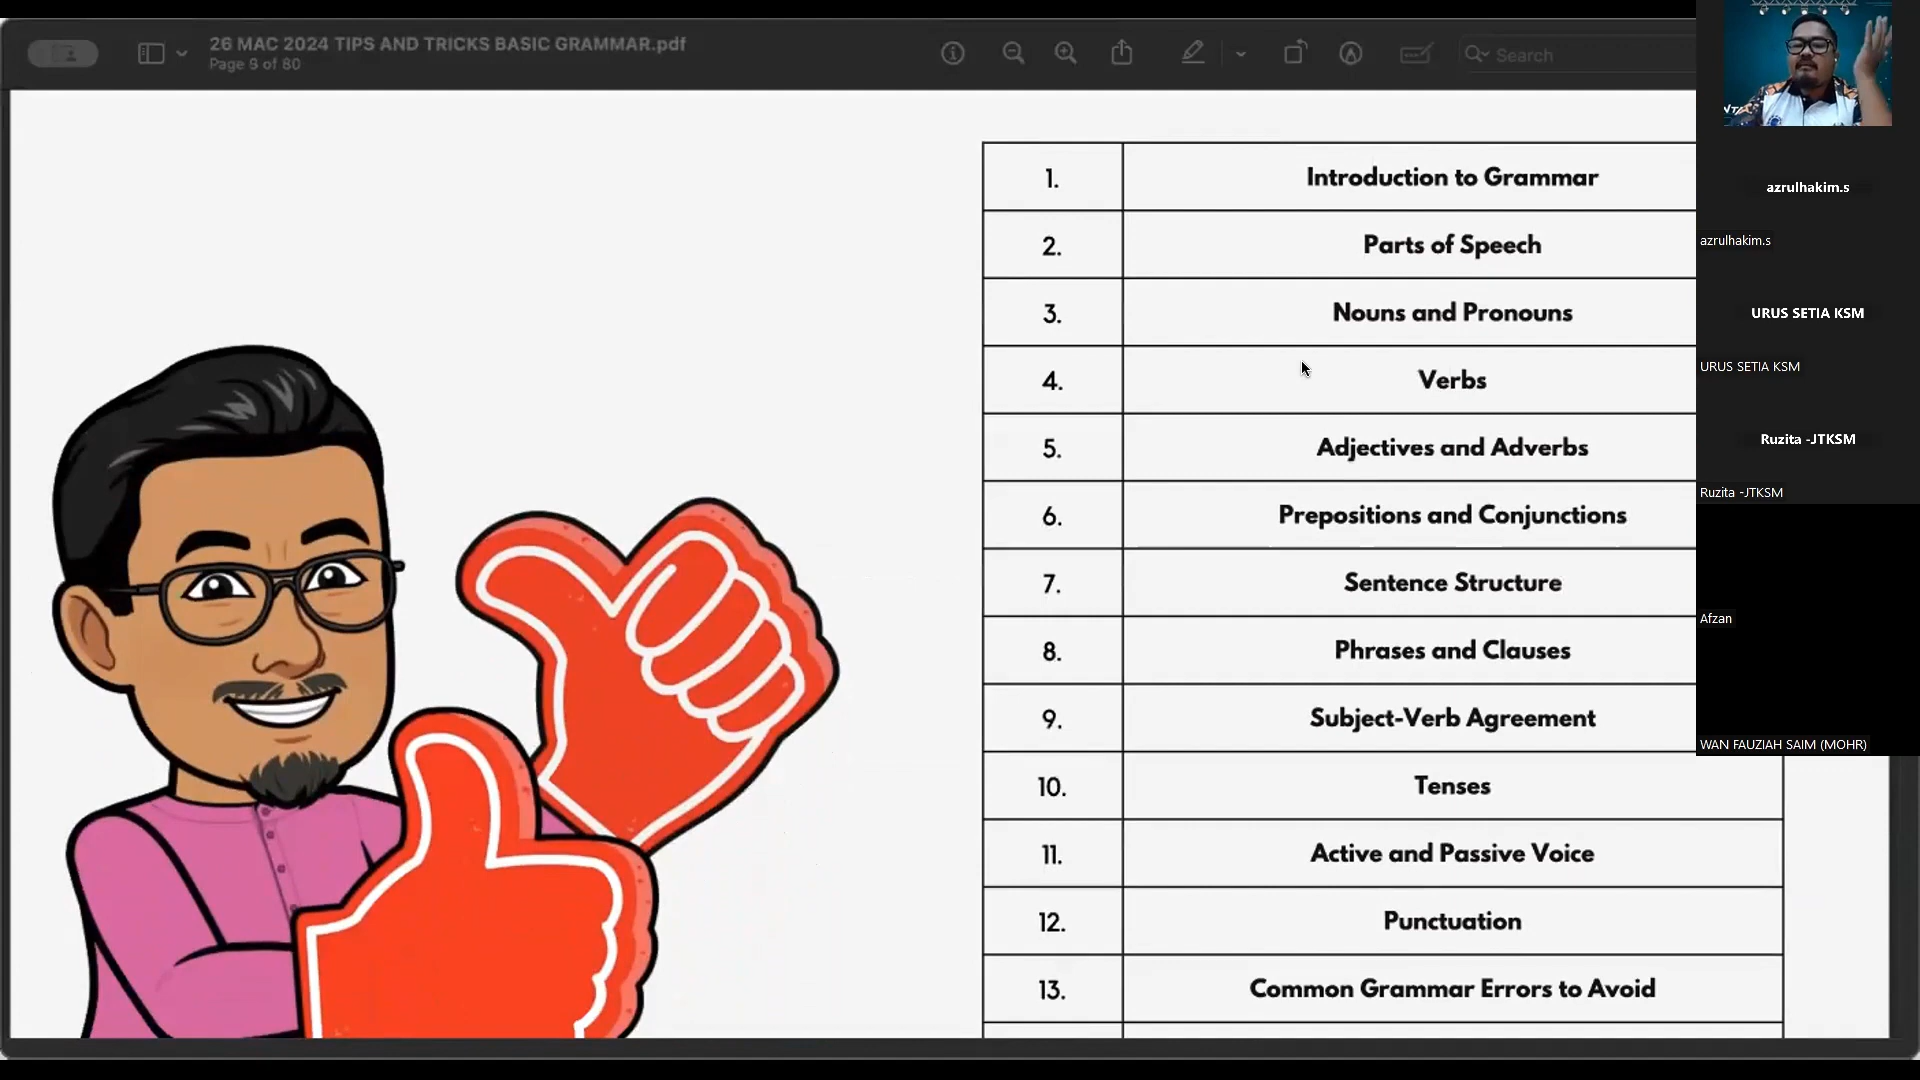 26 MAC 2024 TIPS AND TRICKS BASIC GRAMMAR.pdf
Page 9 of 80
Search
1. Introduction to Grammar
2. Parts of Speech
3. Nouns and Pronouns
4. Verbs
5. Adjectives and Adverbs
6. Prepositions and Conjunctions
7. Sentence Structure
8. Phrases and Clauses
9. Subject-Verb Agreement
10. Tenses
11. Active and Passive Voice
12. Punctuation
13. Common Grammar Errors to Avoid
azrulhakim.s
azrulhakim.s
URUS SETIA KSM
URUS SETIA KSM
Ruzita -JTKSM
Ruzita -JTKSM
Afzan
WAN FAUZIAH SAIM (MOHR)